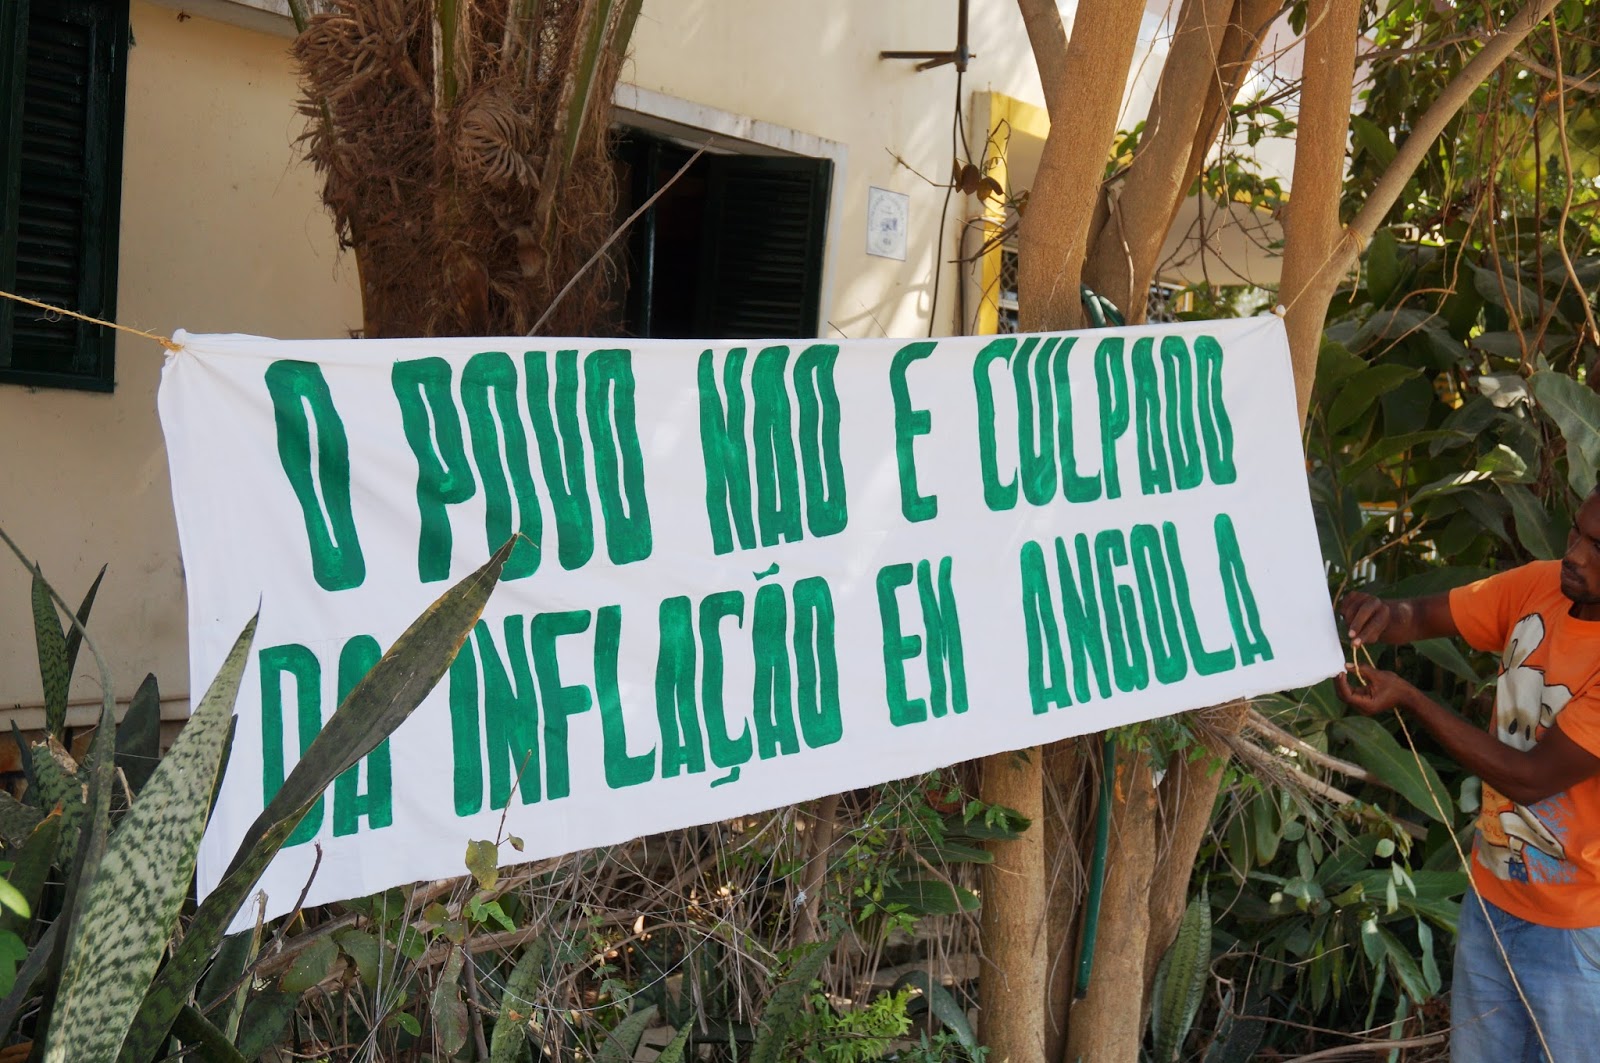 O POVO NAO E CULPADO
DA INFLAÇÃO EM ANGOLA